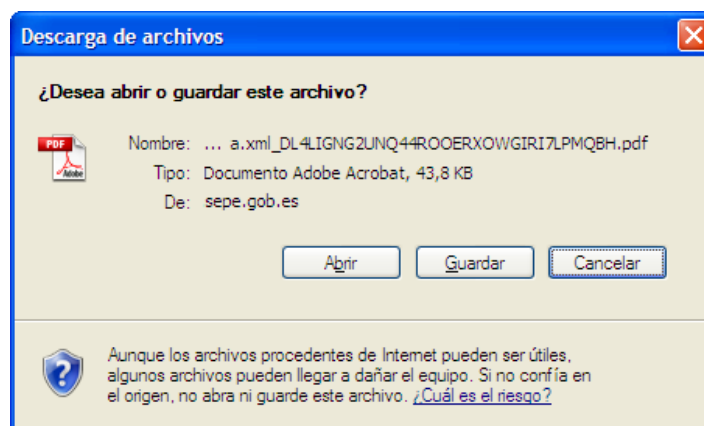 Descarga de archivos
¿Desea abrir o guardar este archivo?
PDF
Adobe
Nombre: ... a.xml_DL4LIGNG2UNQ44ROOERXOWGIRI7LPMQBH.pdf
Tipo: Documento Adobe Acrobat, 43,8 KB
De: sepe.gob.es
Abrir Guardar Cancelar
Aunque los archivos procedentes de Internet pueden ser útiles,
algunos archivos pueden llegar a dañar el equipo. Si no confía en
el origen, no abra ni guarde este archivo. ¿Cuál es el riesgo?